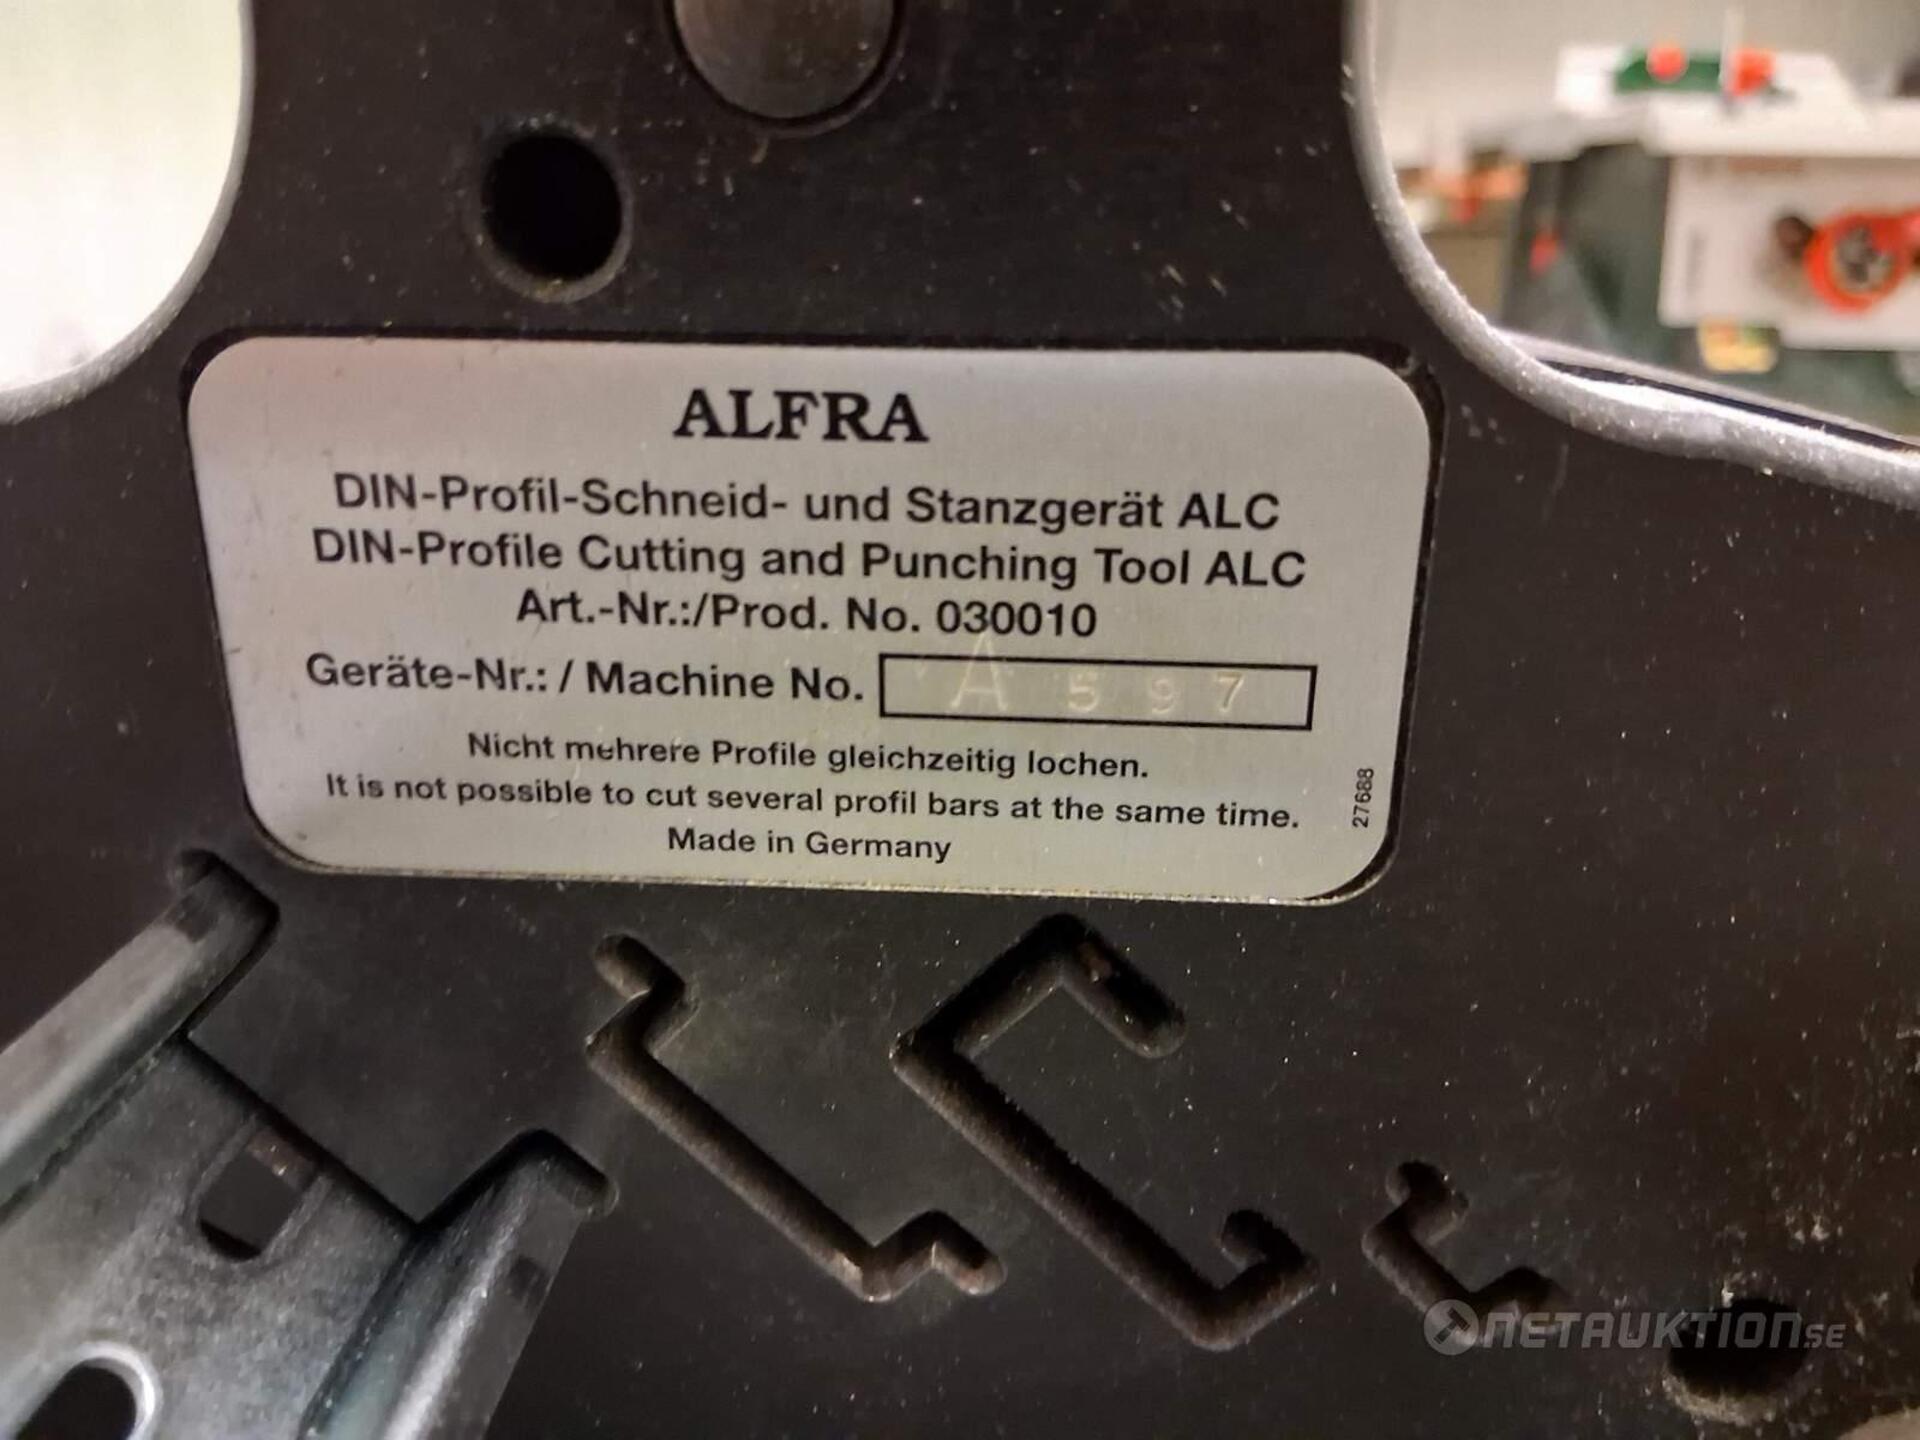 ALFRA
DIN-Profil-Schneid- und Stanzgerät ALC
DIN-Profile Cutting and Punching Tool ALC
Art.-Nr.:/Prod. No. 030010
Geräte-Nr.: / Machine No. A 597
Nicht mehrere Profile gleichzeitig lochen.
It is not possible to cut several profil bars at the same time.
Made in Germany
27688
NETAUKTION.SE